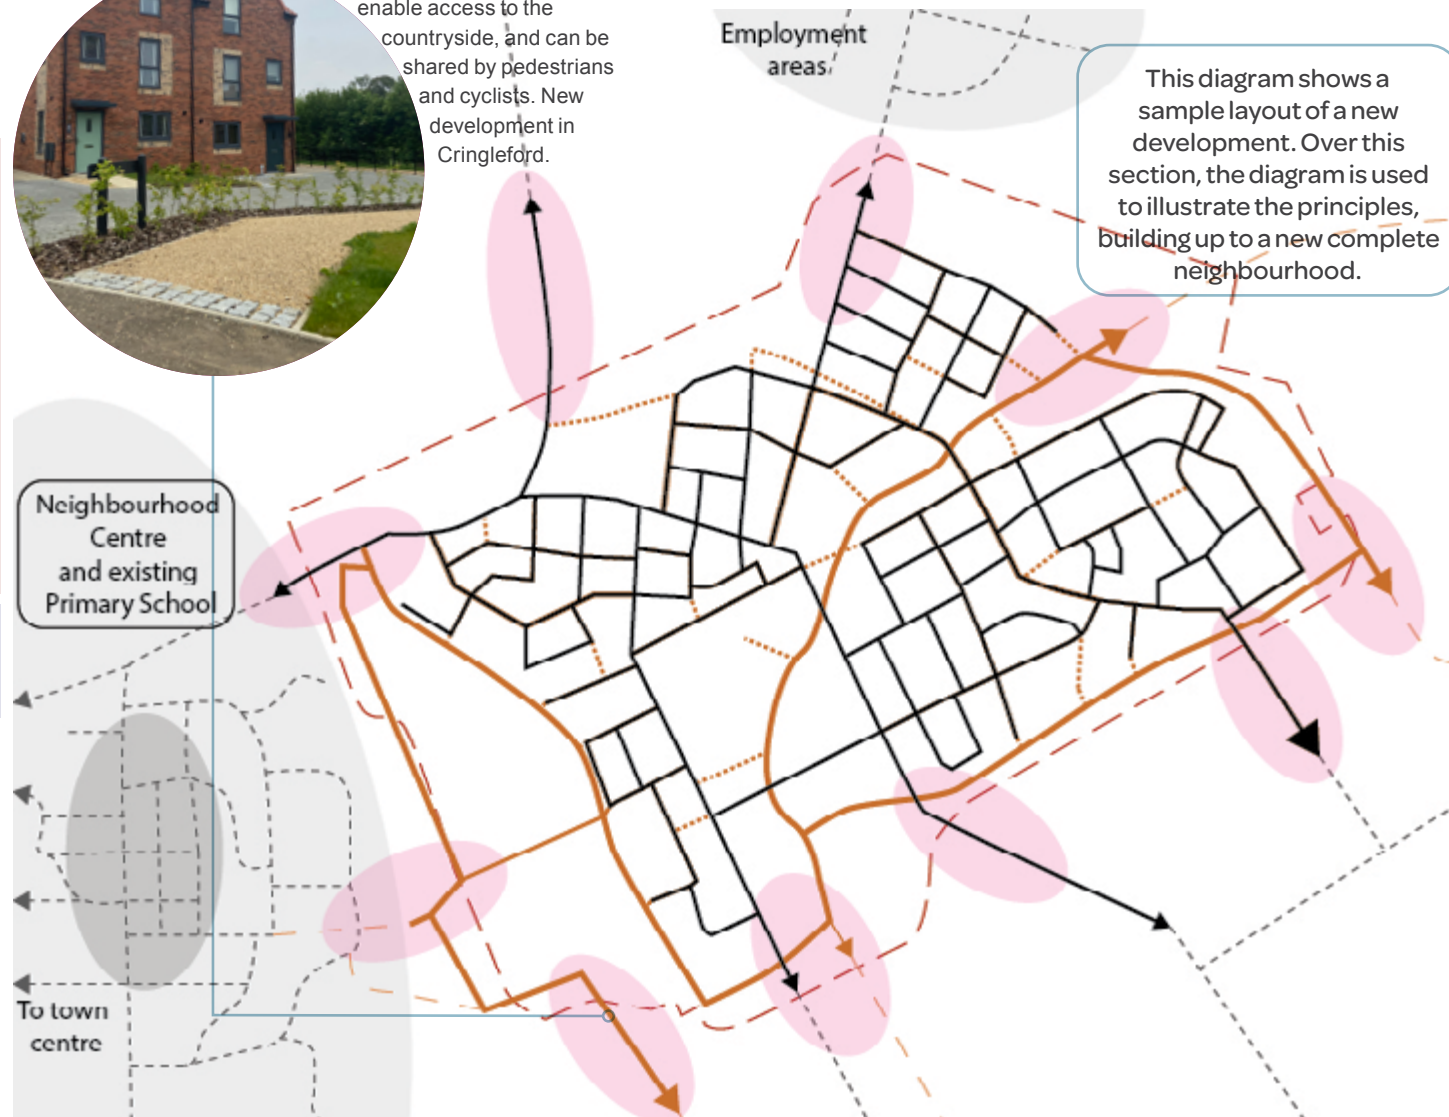 enable access to the
countryside, and can be
shared by pedestrians
and cyclists. New
development in
Cringleford.
Employment
areas
This diagram shows a
sample layout of a new
development. Over this
section, the diagram is used
to illustrate the principles,
building up to a new complete
neighbourhood.
Neighbourhood
Centre
and existing
Primary School
To town
centre